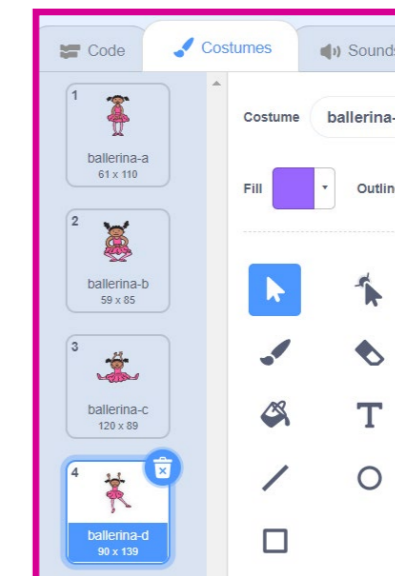 Code
Costumes
Sounds
1
ballerina-a
61 x 110
2
ballerina-b
59 x 85
3
ballerina-c
120 x 89
4
ballerina-d
90 x 139
Costume
ballerina-
Fill
Outlin
T